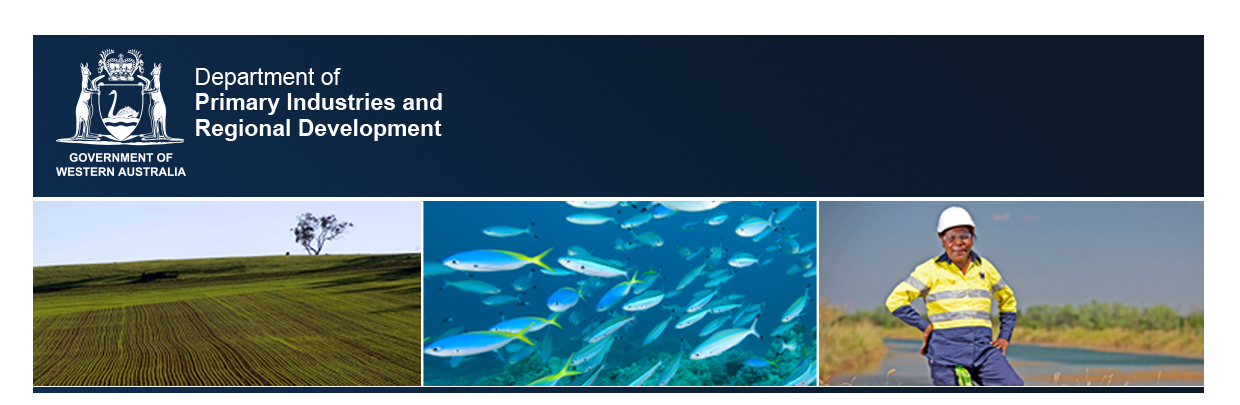 Department of
Primary Industries and
Regional Development
GOVERNMENT OF
WESTERN AUSTRALIA